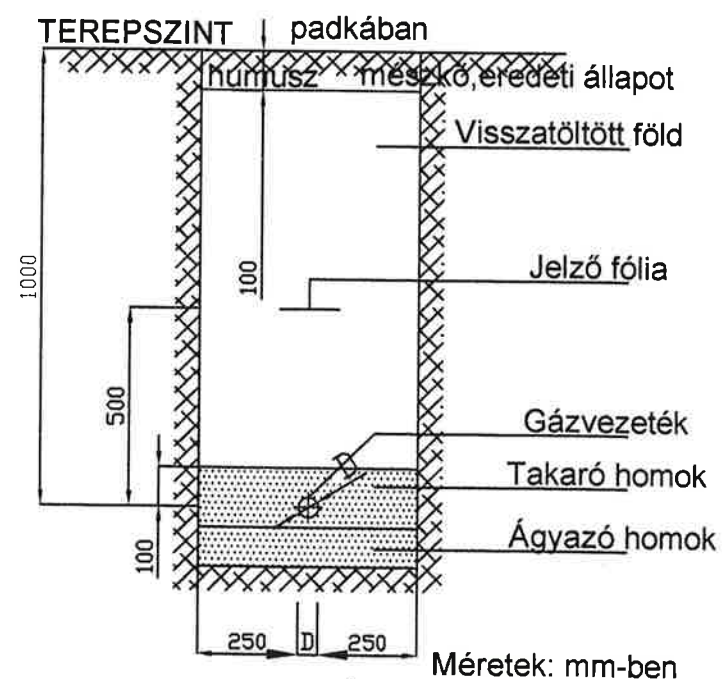 TEREPSZINT padkában
humusz mészkő,eredeti állapot
Visszatöltött föld
100
Jelző fólia
1000
500
Gázvezeték
D
Takaró homok
100
Ágyazó homok
250 D 250
Méretek: mm-ben